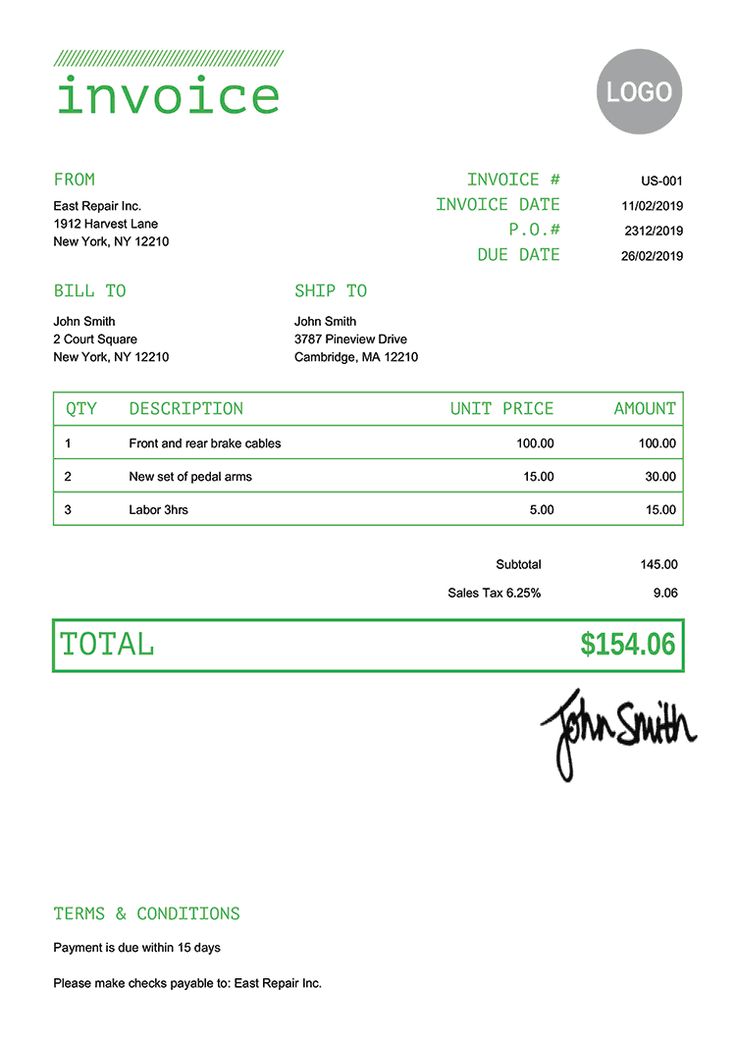 invoice
LOGO
FROM
East Repair Inc.
1912 Harvest Lane
New York, NY 12210
INVOICE # US-001
INVOICE DATE 11/02/2019
P.O.# 2312/2019
DUE DATE 26/02/2019
BILL TO
John Smith
2 Court Square
New York, NY 12210
SHIP TO
John Smith
3787 Pineview Drive
Cambridge, MA 12210
QTY DESCRIPTION UNIT PRICE AMOUNT
1 Front and rear brake cables 100.00 100.00
2 New set of pedal arms 15.00 30.00
3 Labor 3hrs 5.00 15.00
Subtotal 145.00
Sales Tax 6.25% 9.06
TOTAL $154.06
John Smith
TERMS & CONDITIONS
Payment is due within 15 days
Please make checks payable to: East Repair Inc.